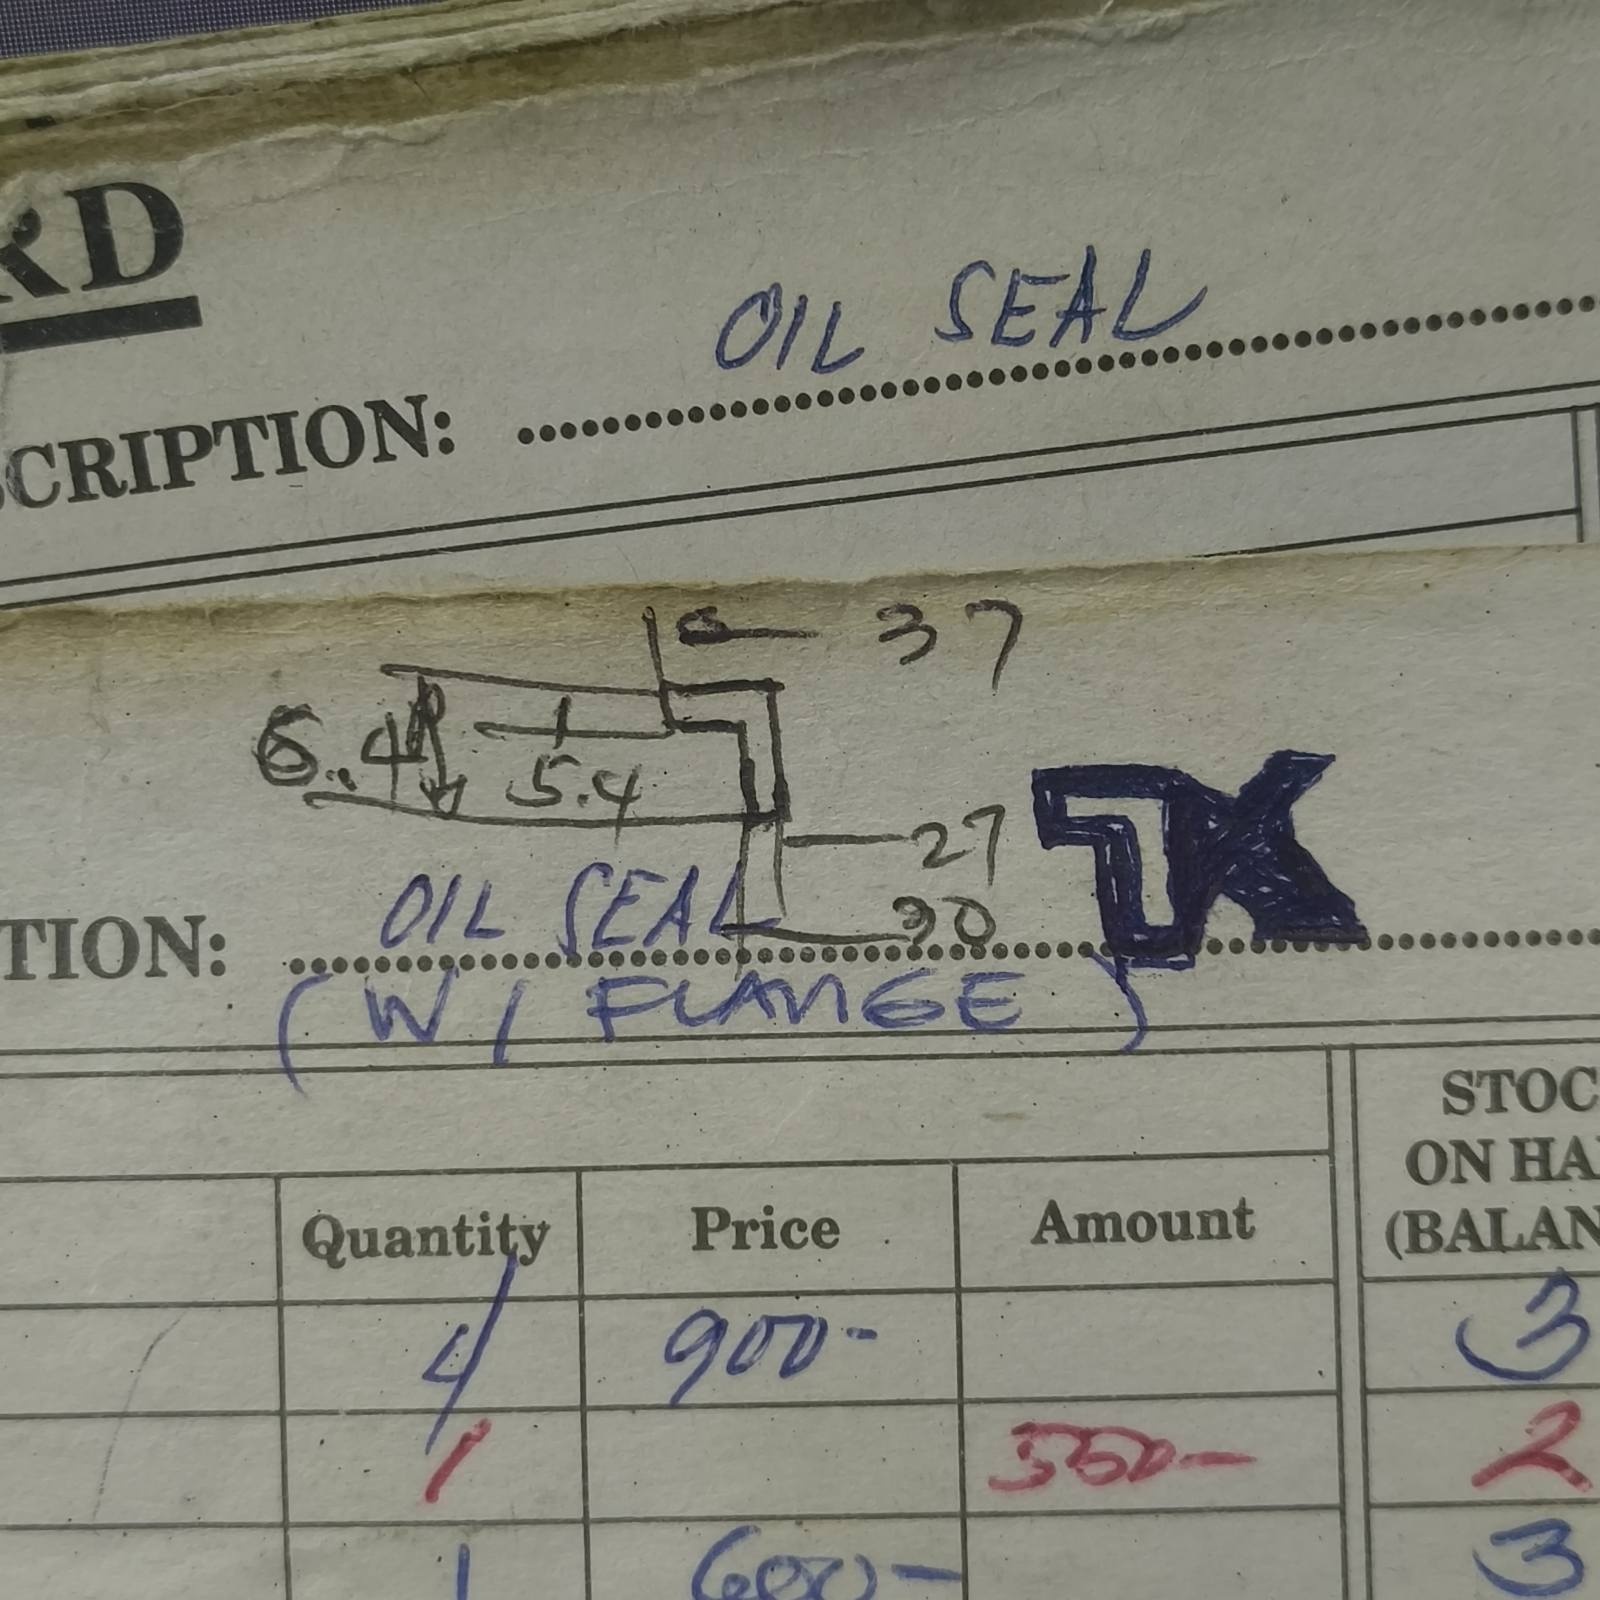 RD
OIL SEAL
SCRIPTION:
37
6.4
5.4
27
30
TK
OIL SEAL
TION:
(W/FLANGE)
STOC
ON HA
Quantity Price Amount
(BALAN
4 900- 3
1 550- 2
1 600- 3